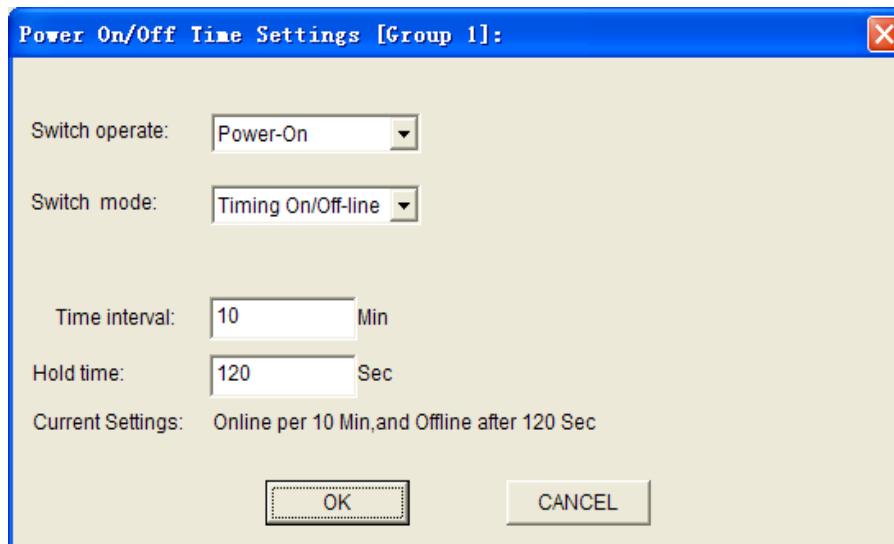 Power On/Off Time Settings [Group 1]:
Switch operate: Power-On
Switch mode: Timing On/Off-line
Time interval: 10 Min
Hold time: 120 Sec
Current Settings: Online per 10 Min,and Offline after 120 Sec
OK CANCEL